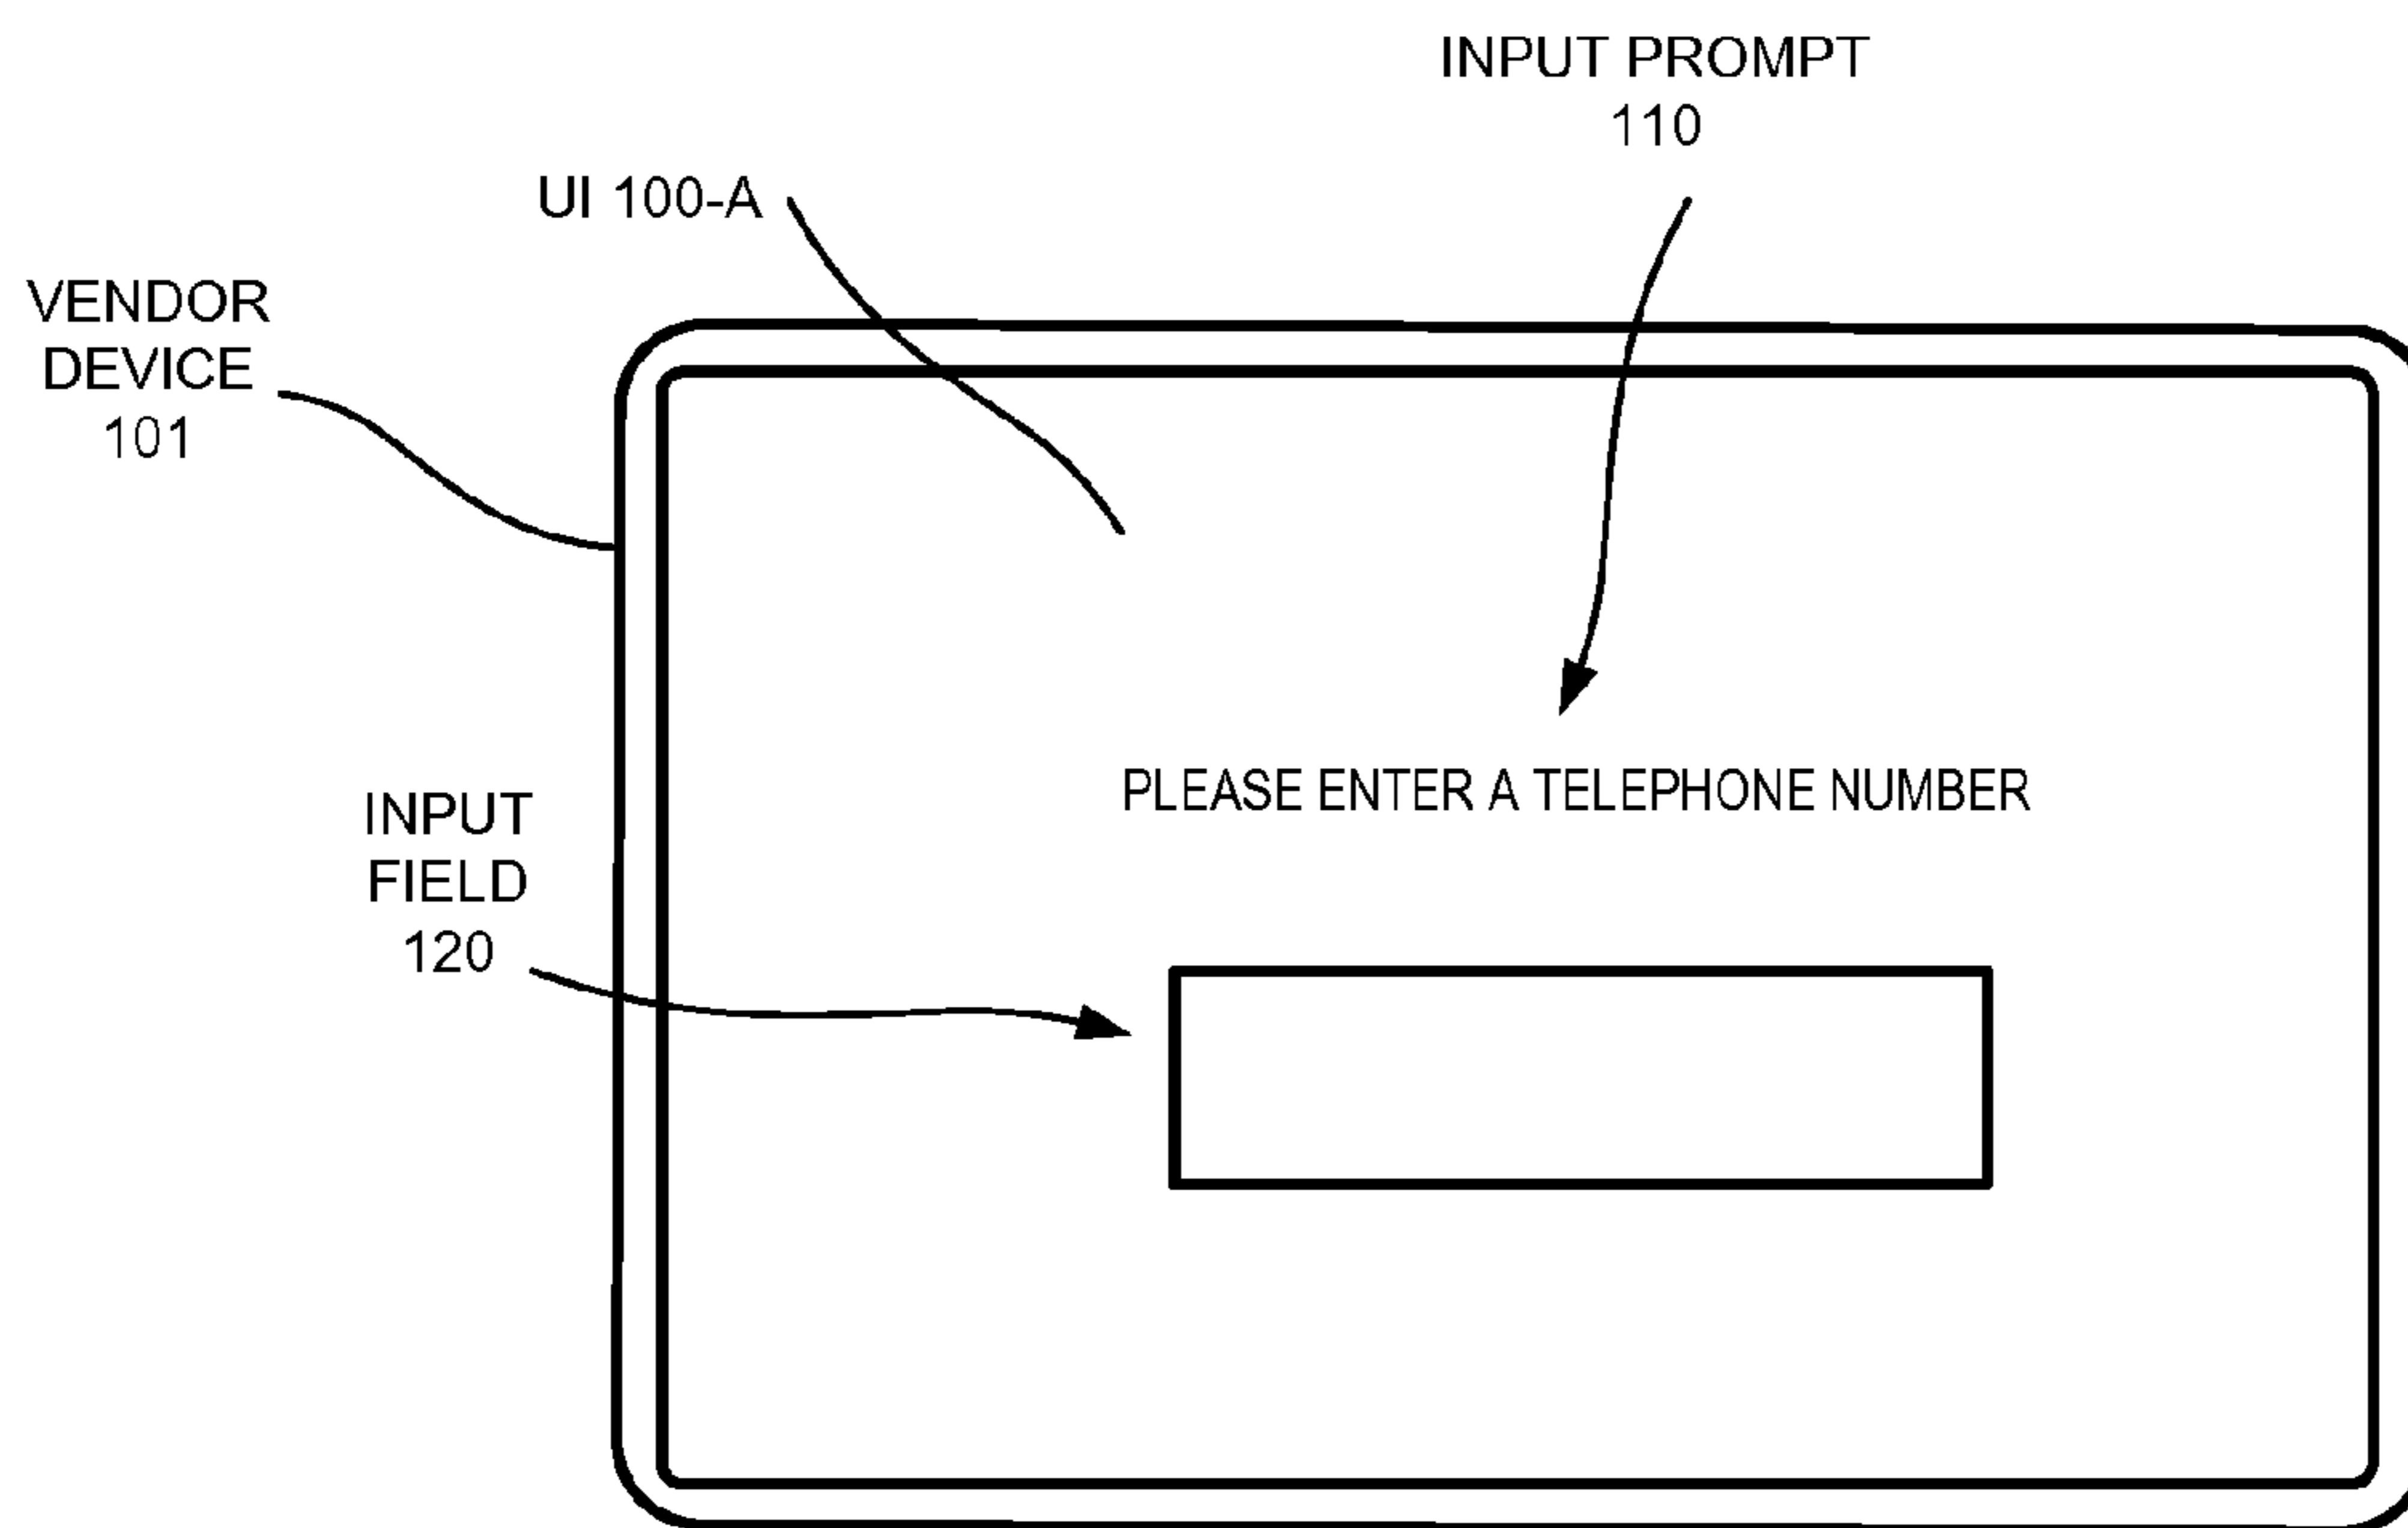 INPUT PROMPT
110
UI 100-A
VENDOR
DEVICE
101
PLEASE ENTER A TELEPHONE NUMBER
INPUT
FIELD
120